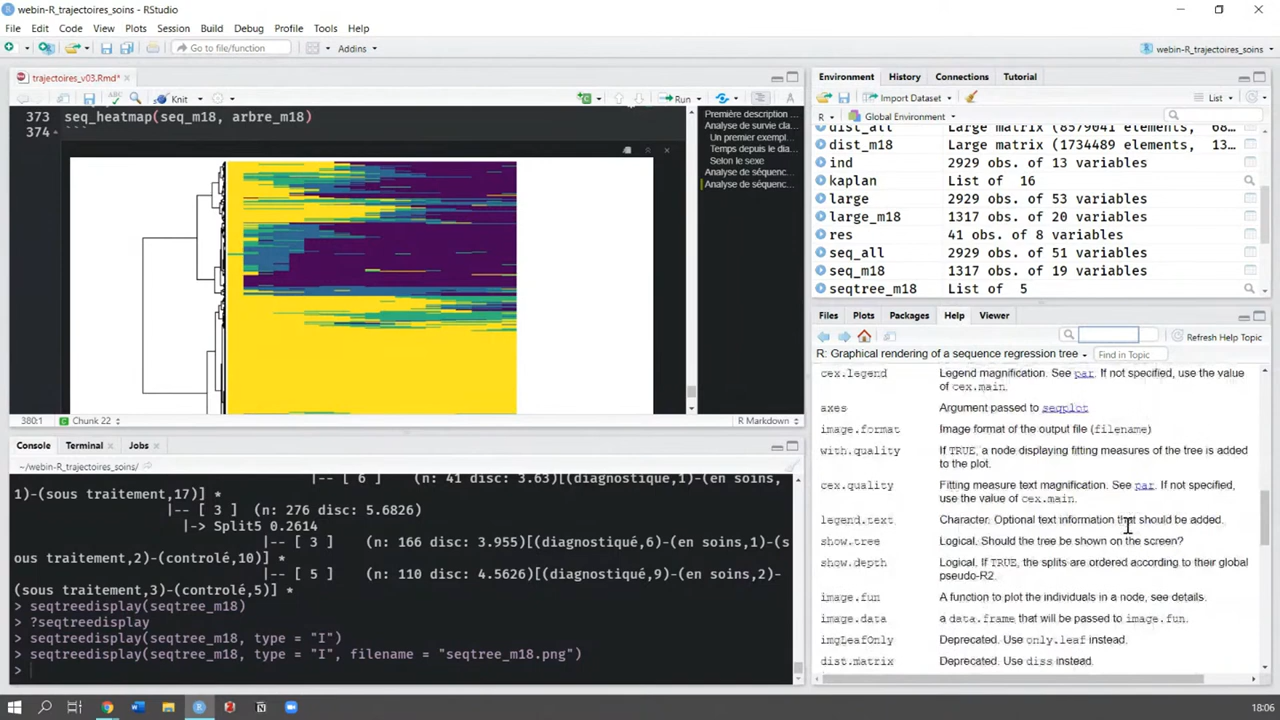 webin-R_trajectoires_soins - RStudio
File Edit Code View Plots Session Build Debug Profile Tools Help
Go to file/function Addins webin-R_trajectoires_soins
trajectoires_v03.Rmd*
Knit Run
373 seq_heatmap(seq_m18, arbre_m18)
374 ```
Première description ...
Analyse de survie cla...
Un premier exempl...
Temps depuis le dia...
Selon le sexe
Analyse de séquenc...
Analyse de séquenc...
380:1 Chunk 22 R Markdown
Console Terminal Jobs
~/webin-R_trajectoires_soins/
|-- [ 6 ] (n: 41 disc: 3.63)[(diagnostiqué,1)-(en soins,
1)-(sous traitement,17)] *
|-- [ 3 ] (n: 276 disc: 5.6826)
|-> Split5 0.2614
|-- [ 3 ] (n: 166 disc: 3.955)[(diagnostiqué,6)-(en soins,1)-(s
ous traitement,2)-(controlé,10)] *
|-- [ 5 ] (n: 110 disc: 4.5626)[(diagnostiqué,9)-(en soins,2)-
(sous traitement,3)-(controlé,5)] *
> seqtreedisplay(seqtree_m18)
> ?seqtreedisplay
> seqtreedisplay(seqtree_m18, type = "I")
> seqtreedisplay(seqtree_m18, type = "I", filename = "seqtree_m18.png")
>
Environment History Connections Tutorial
Import Dataset List
R Global Environment
dist_all Large matrix (8579041 elements, 68...
dist_m18 Large matrix (1734489 elements, 13...
ind 2929 obs. of 13 variables
kaplan List of 16
large 2929 obs. of 53 variables
large_m18 1317 obs. of 20 variables
res 41 obs. of 8 variables
seq_all 2929 obs. of 51 variables
seq_m18 1317 obs. of 19 variables
seqtree_m18 List of 5
Files Plots Packages Help Viewer
Refresh Help Topic
R: Graphical rendering of a sequence regression tree Find in Topic
cex.legend Legend magnification. See par. If not specified, use the value
of cex.main.
axes Argument passed to seqplot
image.format Image format of the output file (filename)
with.quality If TRUE, a node displaying fitting measures of the tree is added
to the plot.
cex.quality Fitting measure text magnification. See par. If not specified,
use the value of cex.main.
legend.text Character. Optional text information that should be added.
show.tree Logical. Should the tree be shown on the screen?
show.depth Logical. If TRUE, the splits are ordered according to their global
pseudo-R2.
image.fun A function to plot the individuals in a node, see details.
image.data a data.frame that will be passed to image.fun.
imgLeafOnly Deprecated. Use only.leaf instead.
dist.matrix Deprecated. Use diss instead.
18:06